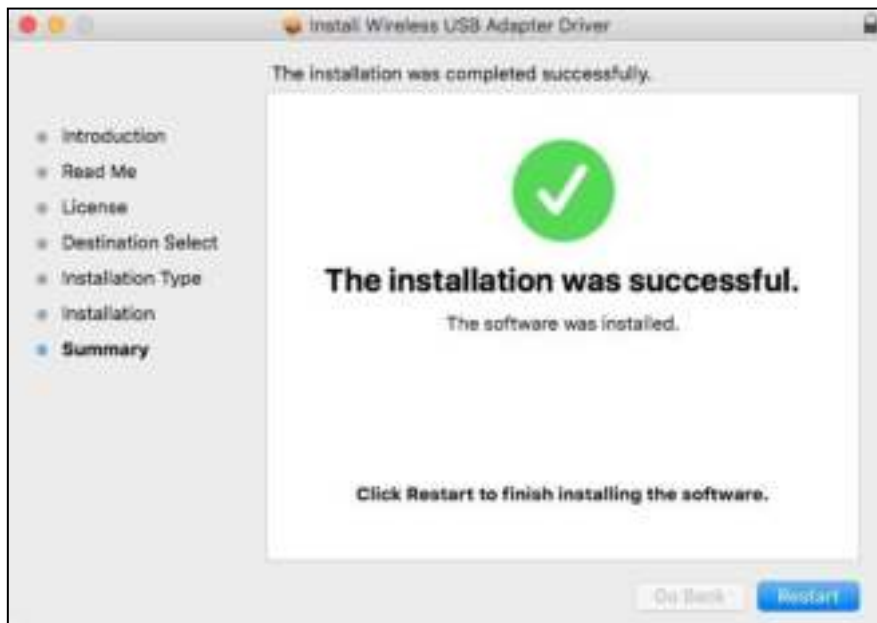 Install Wireless USB Adapter Driver
The installation was completed successfully.
Introduction
Read Me
License
Destination Select
Installation Type
Installation
Summary
The installation was successful.
The software was installed.
Click Restart to finish installing the software.
Go Back
Restart